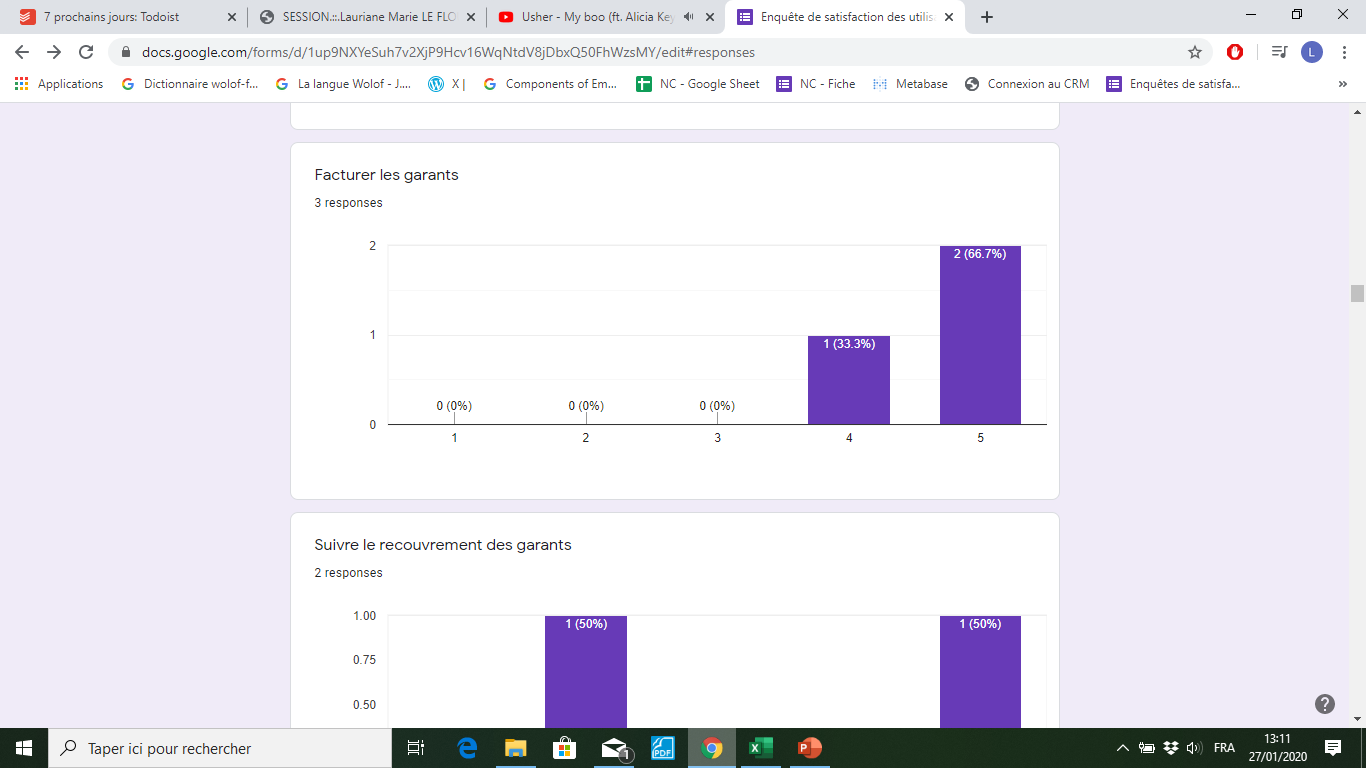 7 prochains jours: Todoist
SESSION.::.Lauriane Marie LE FLO
Usher - My boo (ft. Alicia Key
Enquête de satisfaction des utilisa
docs.google.com/forms/d/1up9NXYeSuh7v2XjP9Hcv16WqNtdV8jDbxQ50FhWzsMY/edit#responses
L
Applications
Dictionnaire wolof-f...
La langue Wolof - J....
X |
Components of Em...
NC - Google Sheet
NC - Fiche
Metabase
Connexion au CRM
Enquêtes de satisfa...
»
Facturer les garants
3 responses
2
1
0
0 (0%)
0 (0%)
0 (0%)
1 (33.3%)
2 (66.7%)
1
2
3
4
5
Suivre le recouvrement des garants
2 responses
1.00
0.75
0.50
1 (50%)
1 (50%)
?
Taper ici pour rechercher
1
PDF
FRA
13:11
27/01/2020